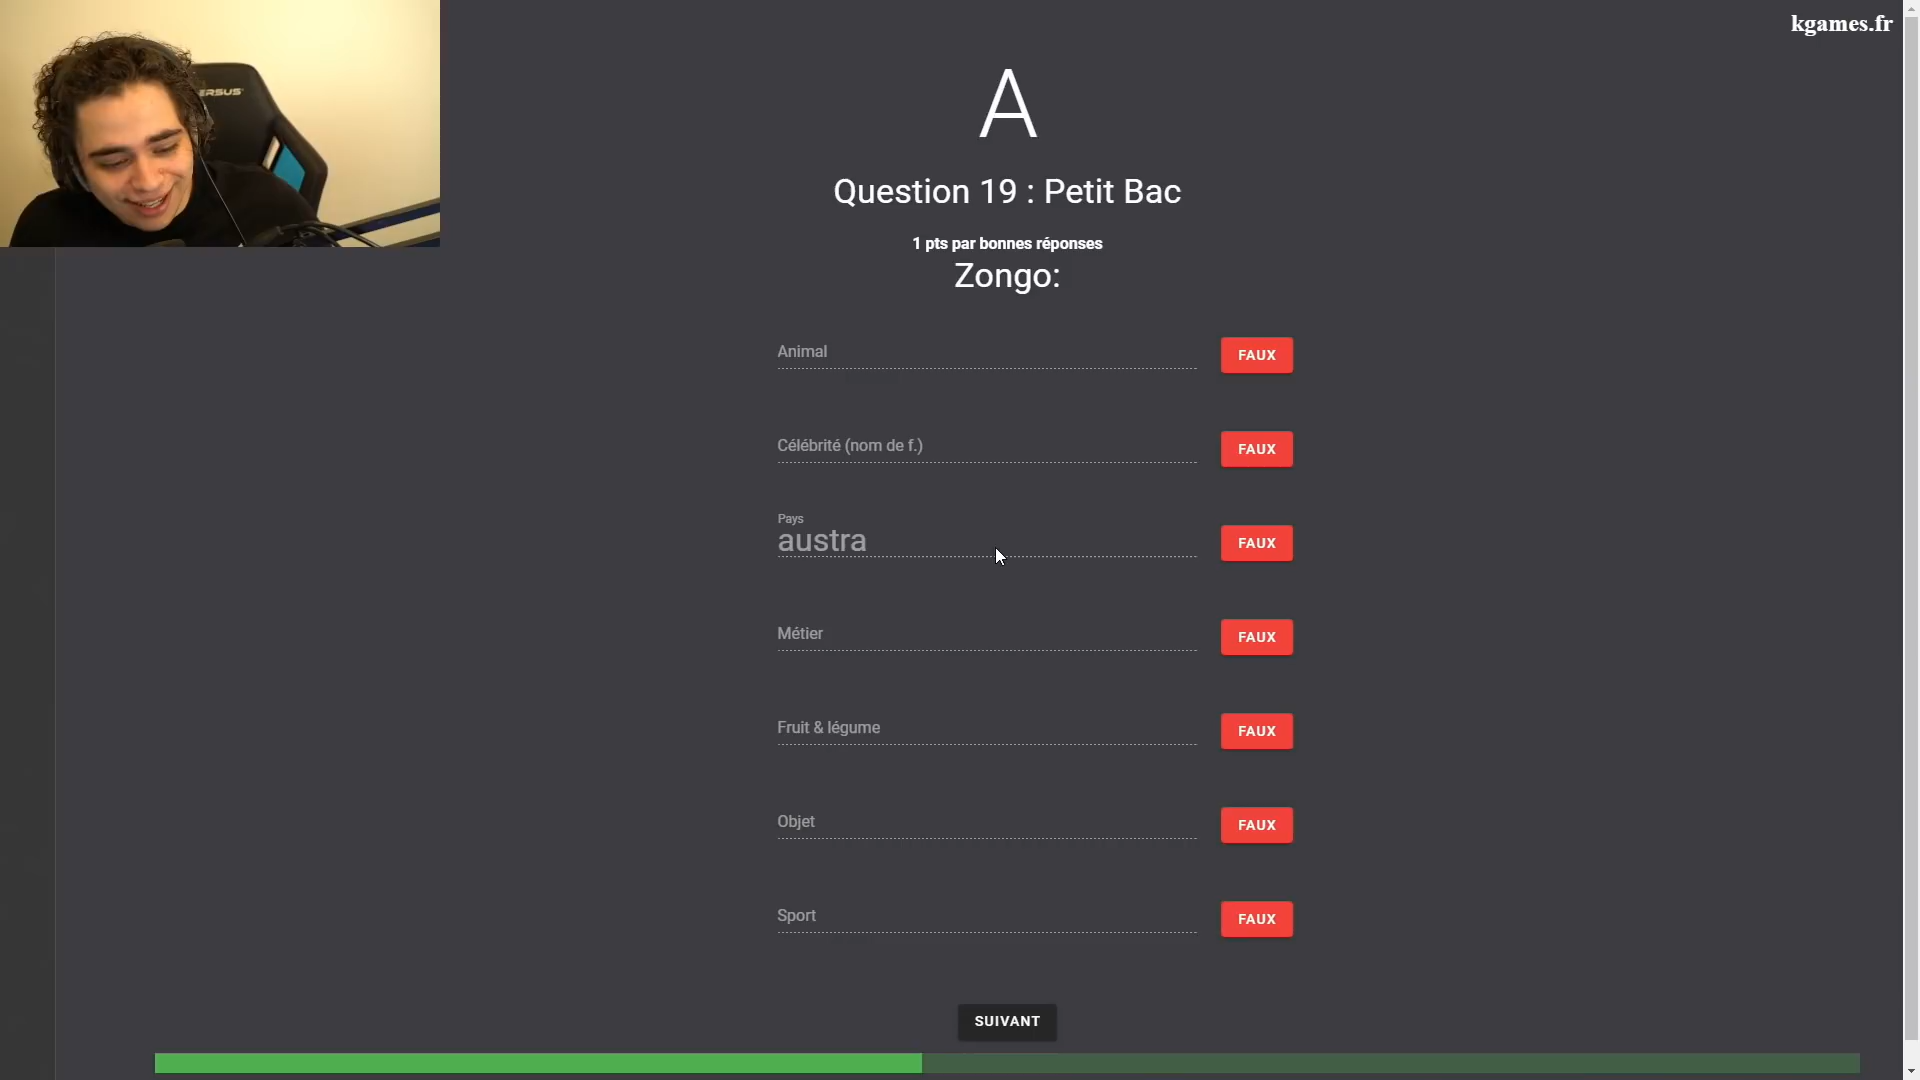 kgames.fr
A
Question 19 : Petit Bac
1 pts par bonnes réponses
Zongo:
Animal
FAUX
Célébrité (nom de f.)
FAUX
Pays
austra
FAUX
Métier
FAUX
Fruit & légume
FAUX
Objet
FAUX
Sport
FAUX
SUIVANT